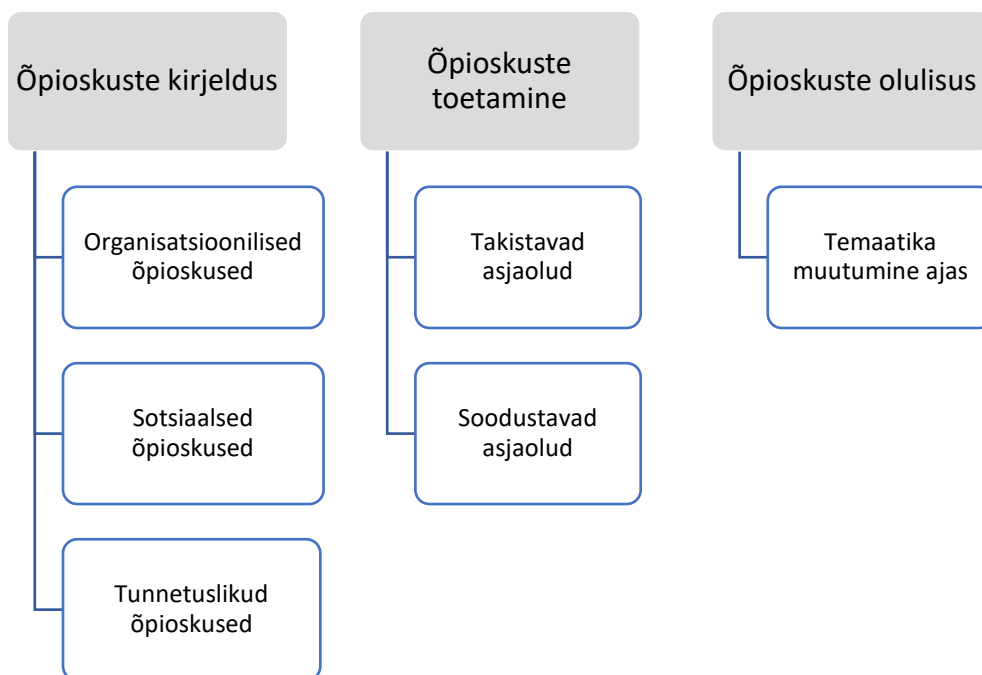 Õpioskuste kirjeldus
Organisatsioonilised
õpioskused
Sotsiaalsed
õpioskused
Tunnetuslikud
õpioskused
Õpioskuste
toetamine
Takistavad
asjaolud
Soodustavad
asjaolud
Õpioskuste olulisus
Temaatika
muutumine ajas